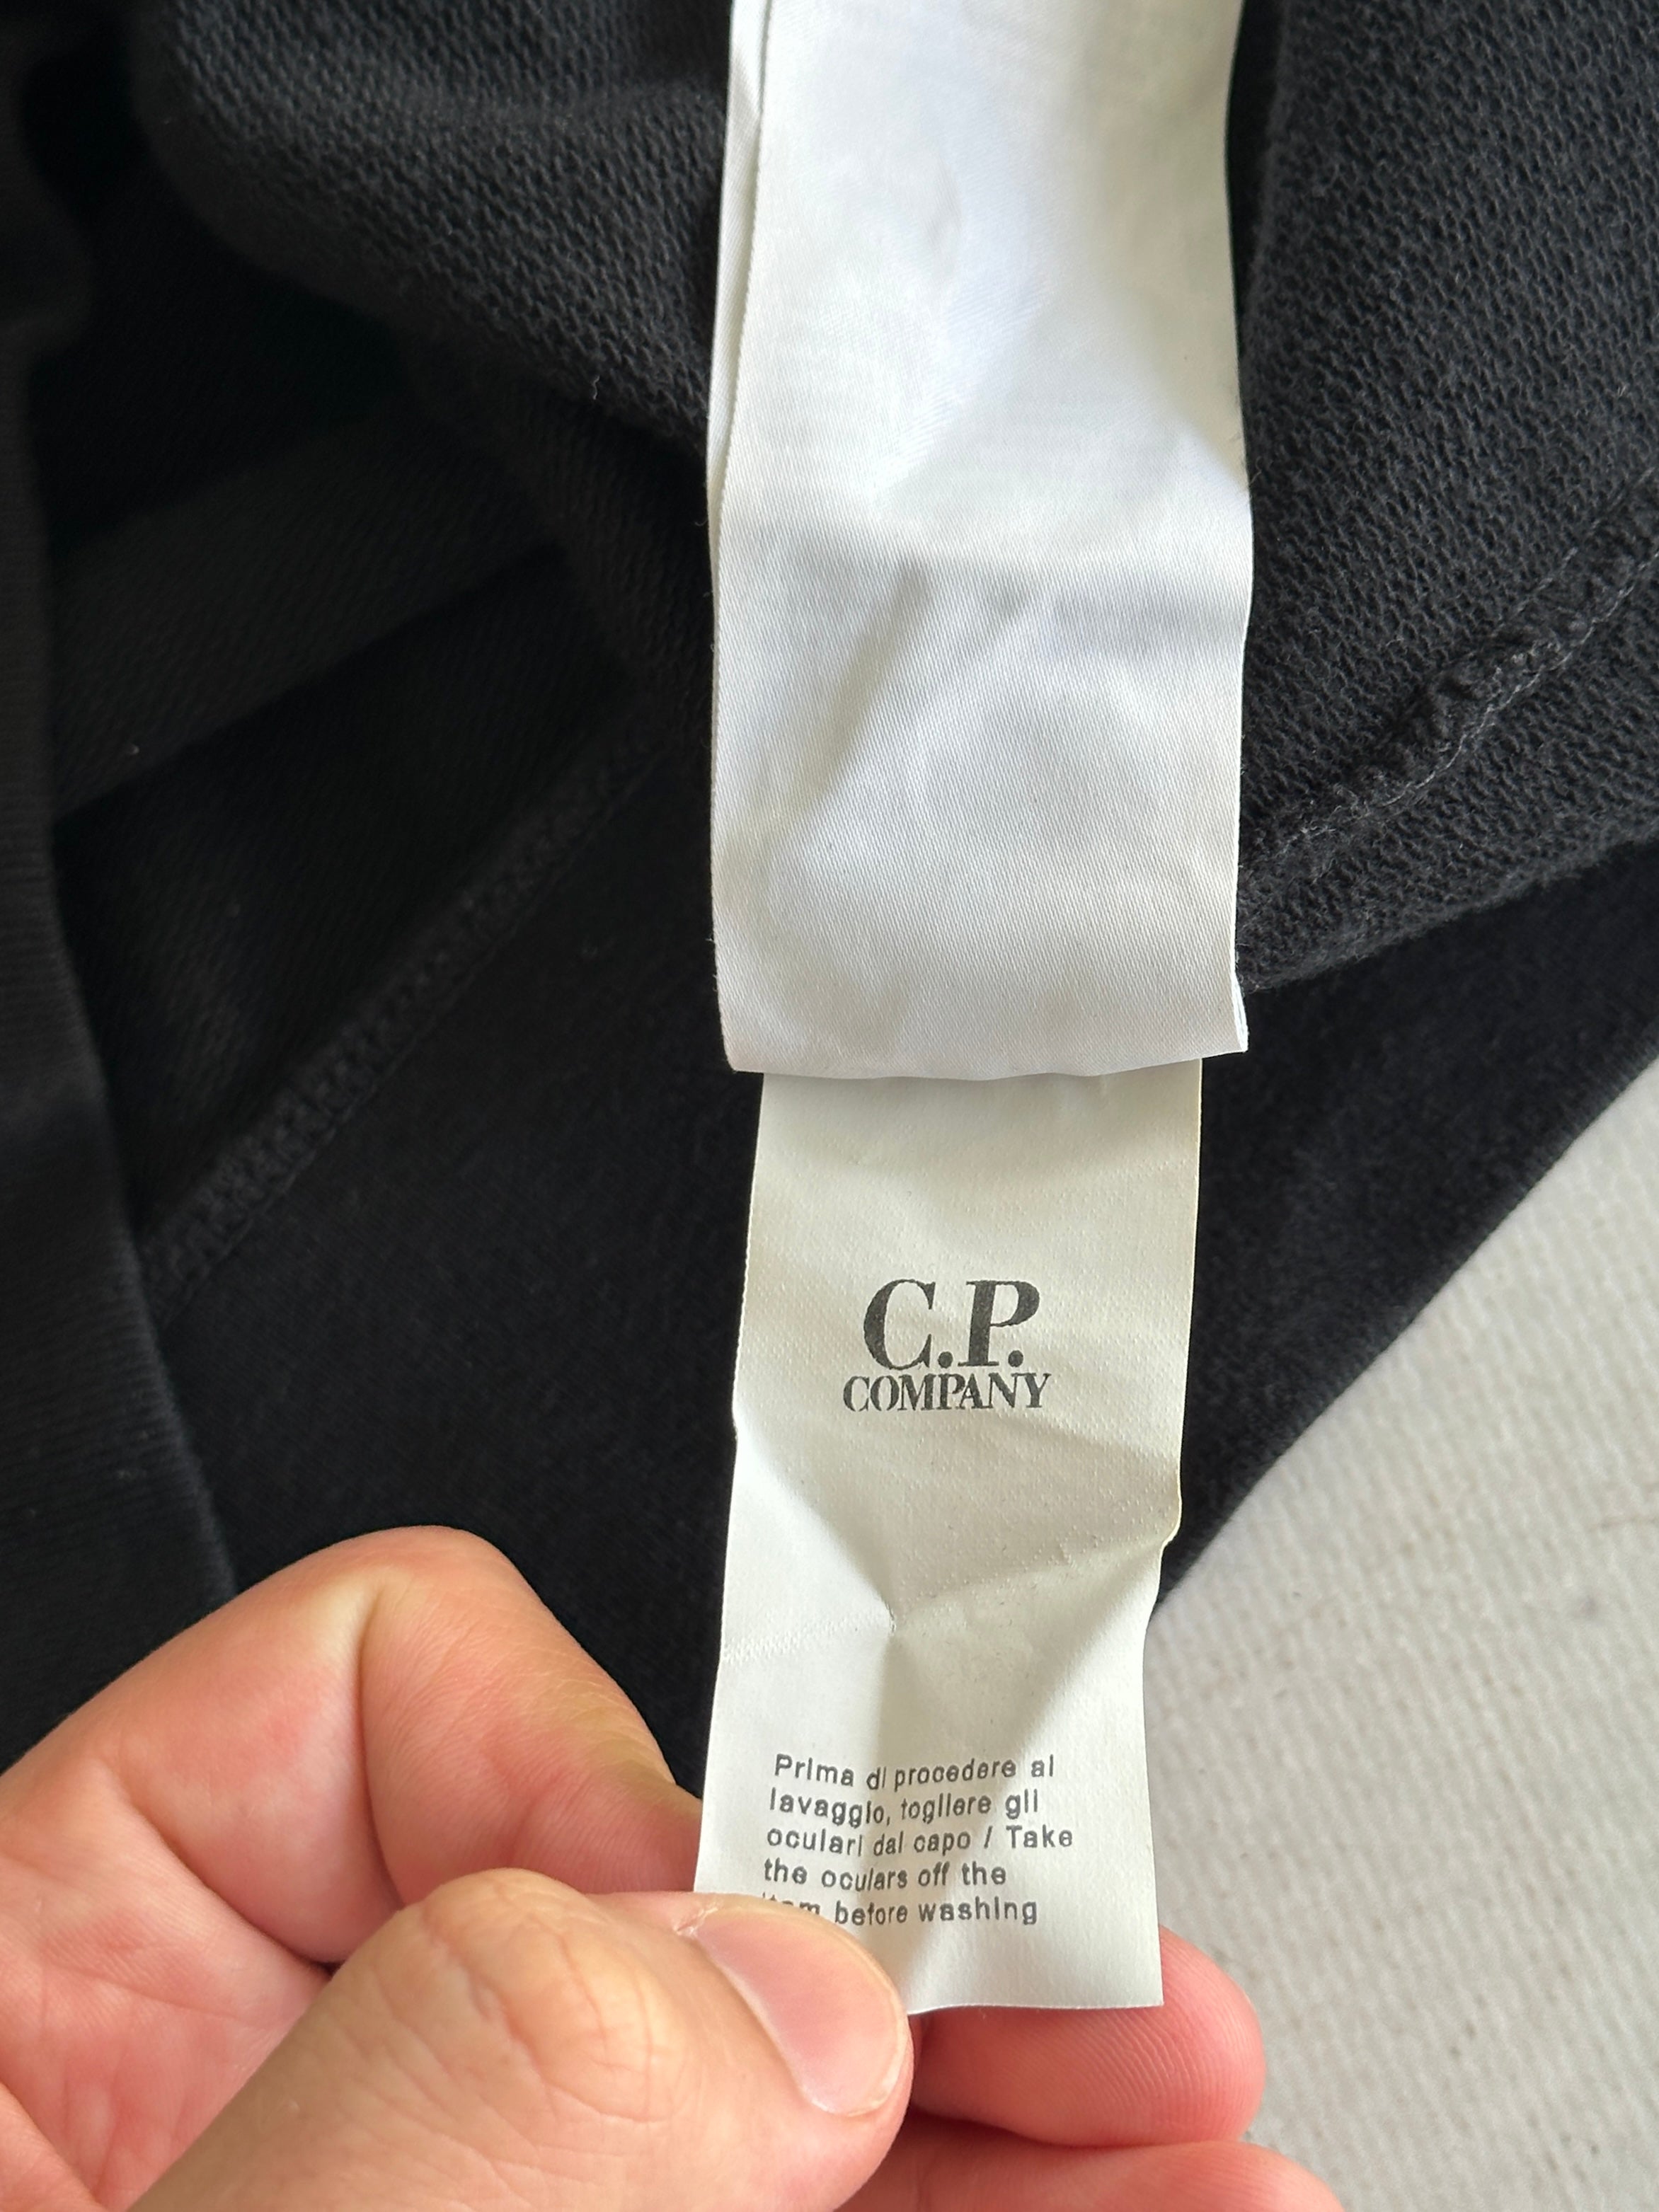 C.P.
COMPANY
Prima di procedere al
lavaggio, togliere gli
oculari dal capo / Take
the oculars off the
before washing